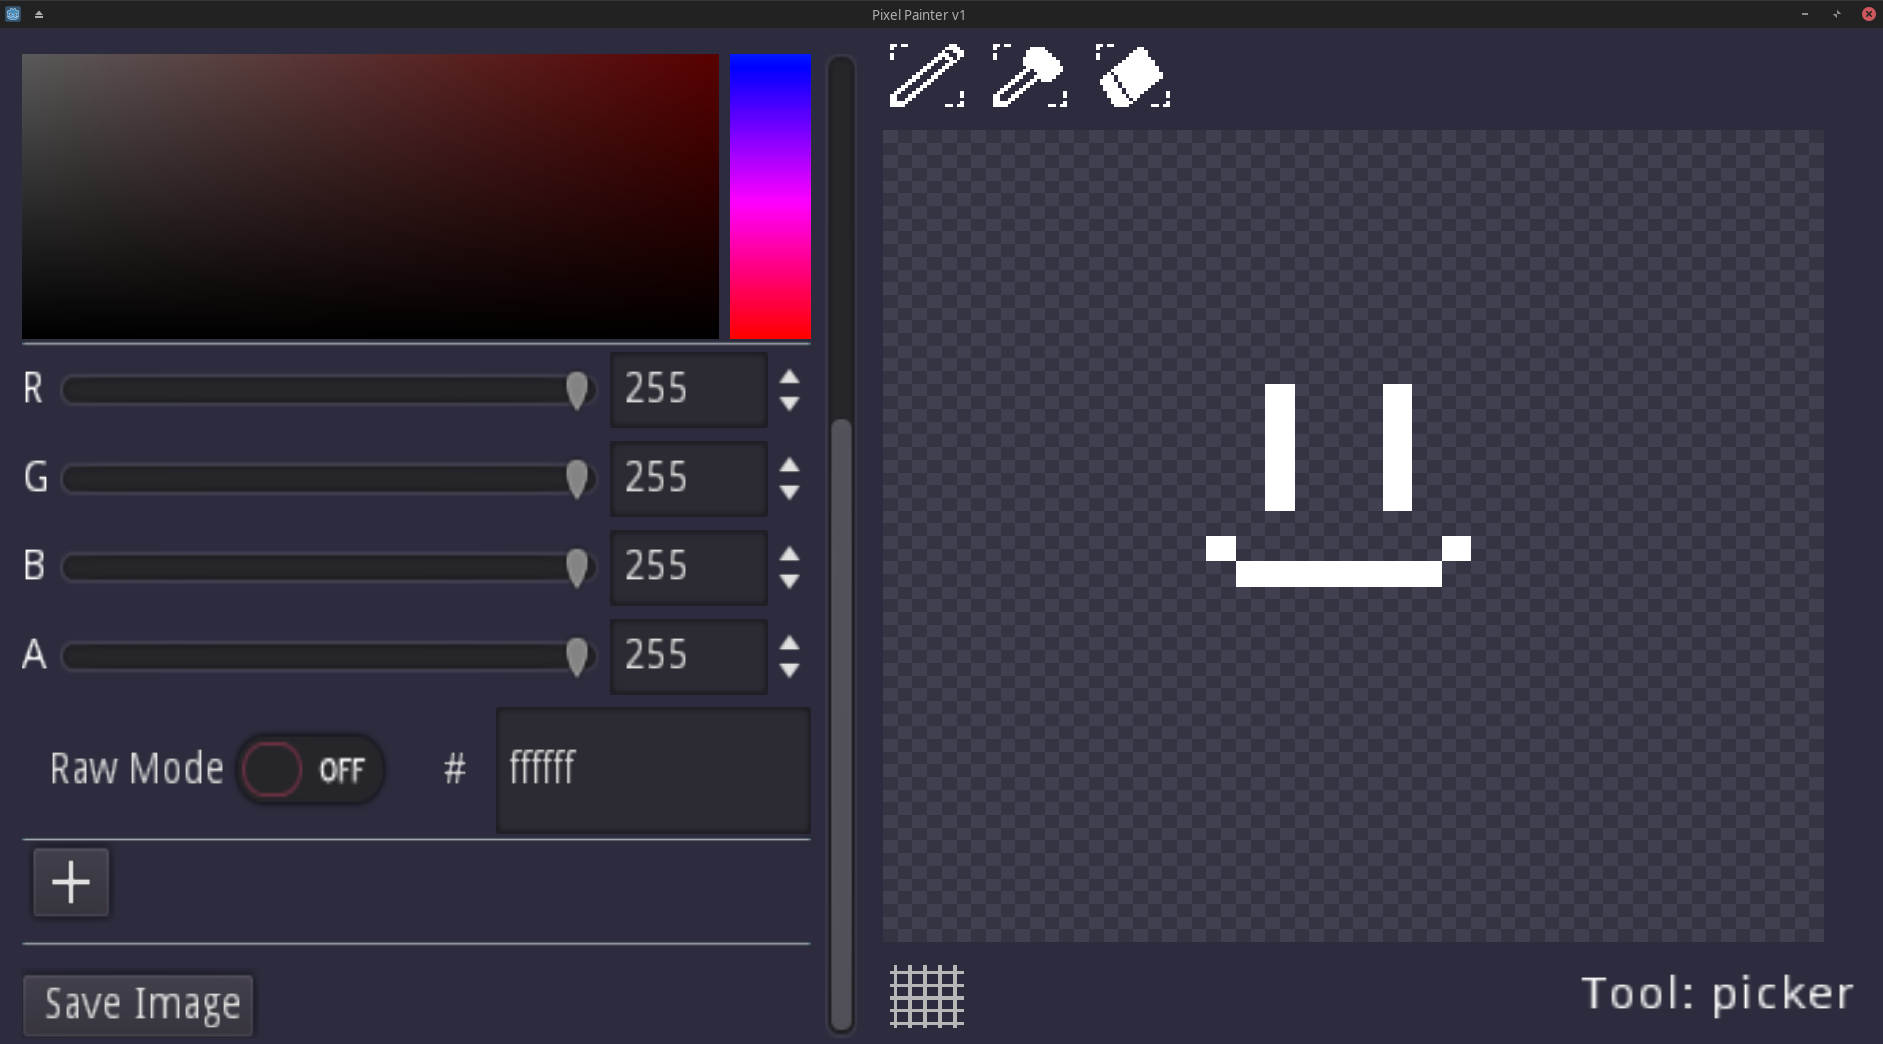 Pixel Painter v1
R 255
G 255
B 255
A 255
Raw Mode OFF # ffffff
+
Save Image
Tool: picker